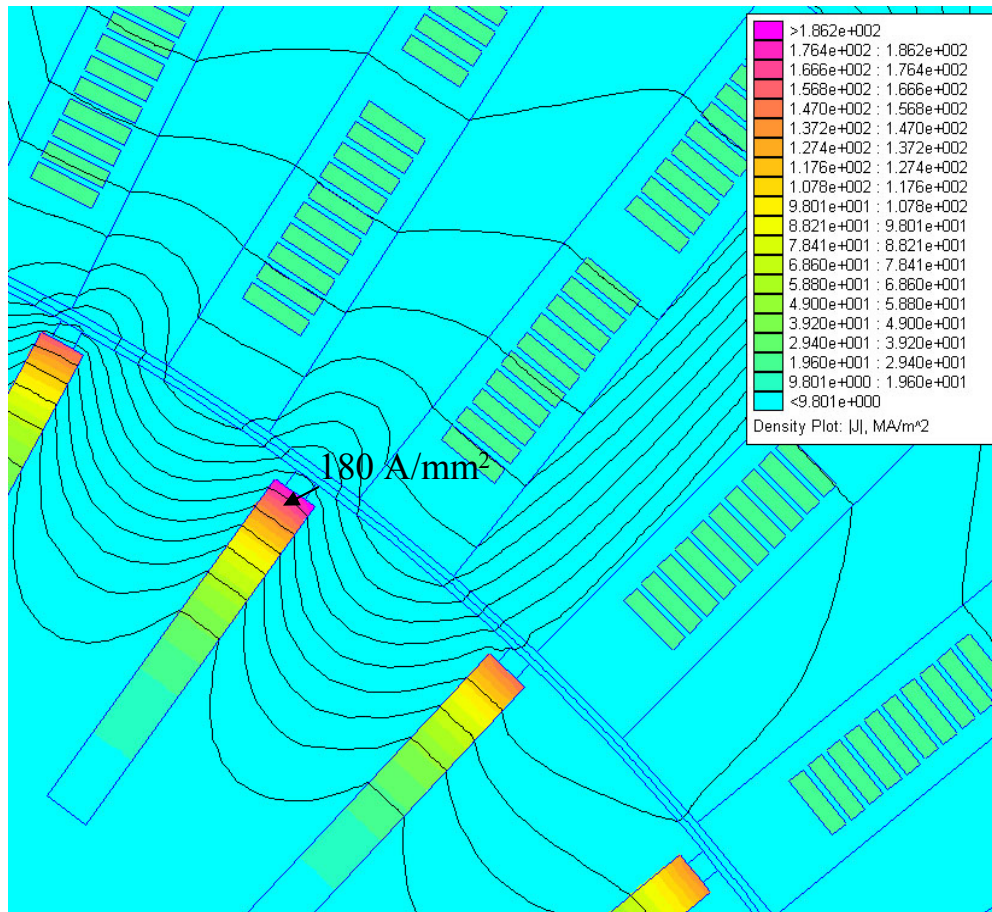 >1.862e+002
1.764e+002 : 1.862e+002
1.666e+002 : 1.764e+002
1.568e+002 : 1.666e+002
1.470e+002 : 1.568e+002
1.372e+002 : 1.470e+002
1.274e+002 : 1.372e+002
1.176e+002 : 1.274e+002
1.078e+002 : 1.176e+002
9.801e+001 : 1.078e+002
8.821e+001 : 9.801e+001
7.841e+001 : 8.821e+001
6.860e+001 : 7.841e+001
5.880e+001 : 6.860e+001
4.900e+001 : 5.880e+001
3.920e+001 : 4.900e+001
2.940e+001 : 3.920e+001
1.960e+001 : 2.940e+001
9.801e+000 : 1.960e+001
<9.801e+000
Density Plot: |J|, MA/m^2
180 A/mm²